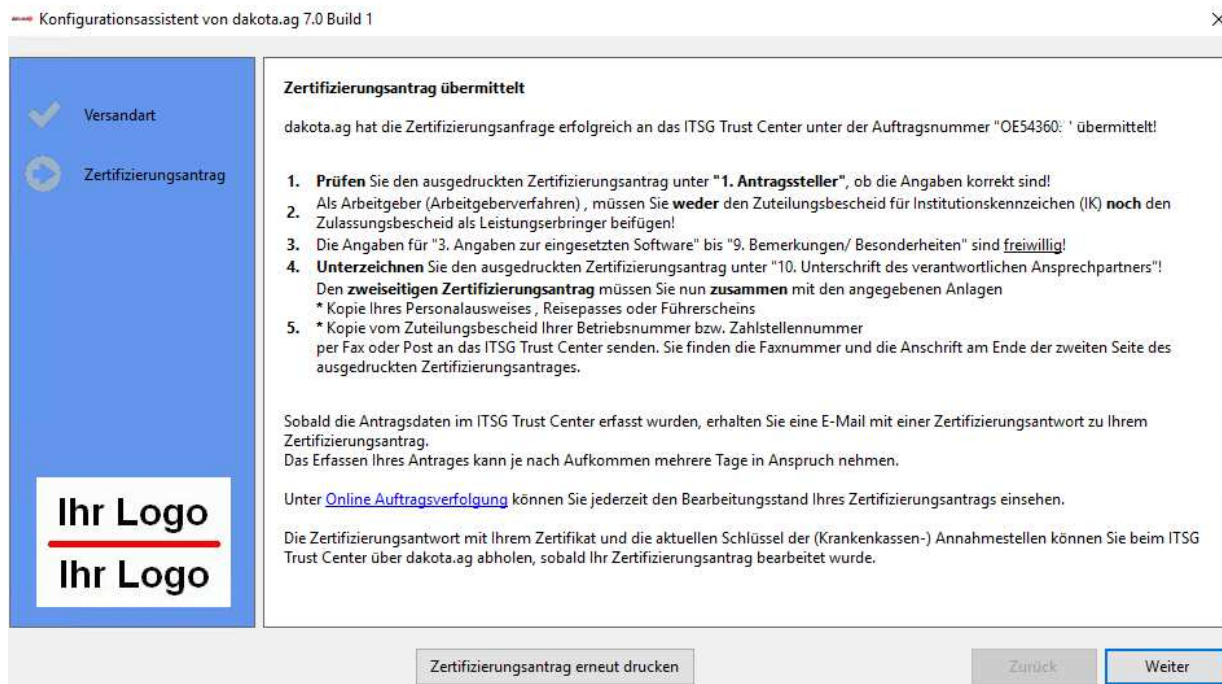 Konfigurationsassistent von dakota.ag 7.0 Build 1
Versandart
Zertifizierungsantrag
Ihr Logo
Ihr Logo
Zertifizierungsantrag übermittelt
dakota.ag hat die Zertifizierungsanfrage erfolgreich an das ITSG Trust Center unter der Auftragsnummer "OE54360: ' übermittelt!
1. Prüfen Sie den ausgedruckten Zertifizierungsantrag unter "1. Antragssteller", ob die Angaben korrekt sind!
2. Als Arbeitgeber (Arbeitgeberverfahren) , müssen Sie weder den Zuteilungsbescheid für Institutionskennzeichen (IK) noch den
Zulassungsbescheid als Leistungserbringer beifügen!
3. Die Angaben für "3. Angaben zur eingesetzten Software" bis "9. Bemerkungen/ Besonderheiten" sind freiwillig!
4. Unterzeichnen Sie den ausgedruckten Zertifizierungsantrag unter "10. Unterschrift des verantwortlichen Ansprechpartners"!
Den zweiseitigen Zertifizierungsantrag müssen Sie nun zusammen mit den angegebenen Anlagen
* Kopie Ihres Personalausweises , Reisepasses oder Führerscheins
5. * Kopie vom Zuteilungsbescheid Ihrer Betriebsnummer bzw. Zahlstellennummer
per Fax oder Post an das ITSG Trust Center senden. Sie finden die Faxnummer und die Anschrift am Ende der zweiten Seite des
ausgedruckten Zertifizierungsantrages.
Sobald die Antragsdaten im ITSG Trust Center erfasst wurden, erhalten Sie eine E-Mail mit einer Zertifizierungsantwort zu Ihrem
Zertifizierungsantrag.
Das Erfassen Ihres Antrages kann je nach Aufkommen mehrere Tage in Anspruch nehmen.
Unter Online Auftragsverfolgung können Sie jederzeit den Bearbeitungsstand Ihres Zertifizierungsantrags einsehen.
Die Zertifizierungsantwort mit Ihrem Zertifikat und die aktuellen Schlüssel der (Krankenkassen-) Annahmestellen können Sie beim ITSG
Trust Center über dakota.ag abholen, sobald Ihr Zertifizierungsantrag bearbeitet wurde.
Zertifizierungsantrag erneut drucken
Zurück
Weiter